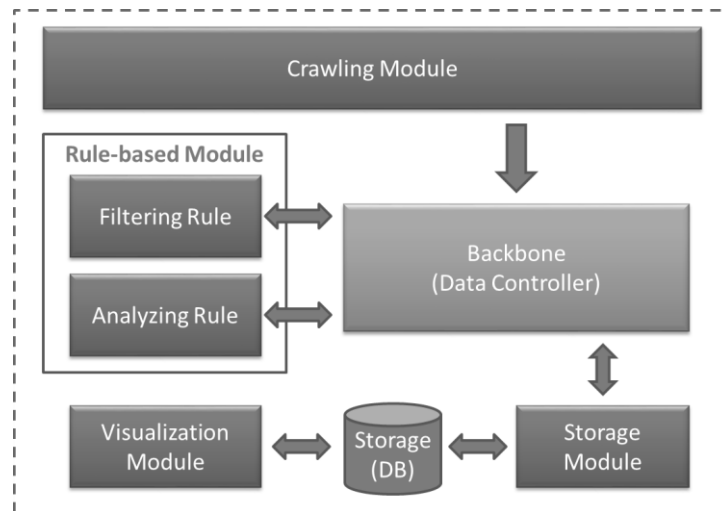 Crawling Module
Rule-based Module
Filtering Rule
Analyzing Rule
Backbone
(Data Controller)
Visualization
Module
Storage
(DB)
Storage
Module